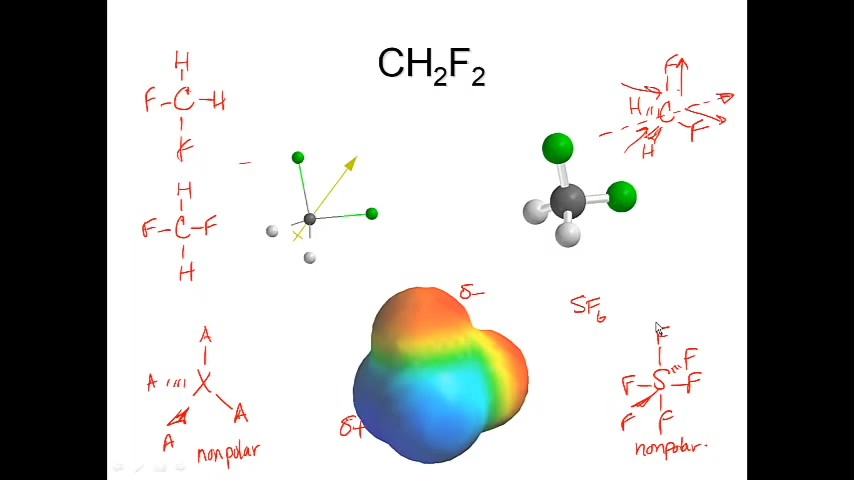 CH₂F₂
H
F-C-H
F
H
F-C-F
H
F
H C
F
H
δ-
δ+
SF₆
A
A X
A
A
nonpolar
F
F
F-S-F
F F
nonpolar.